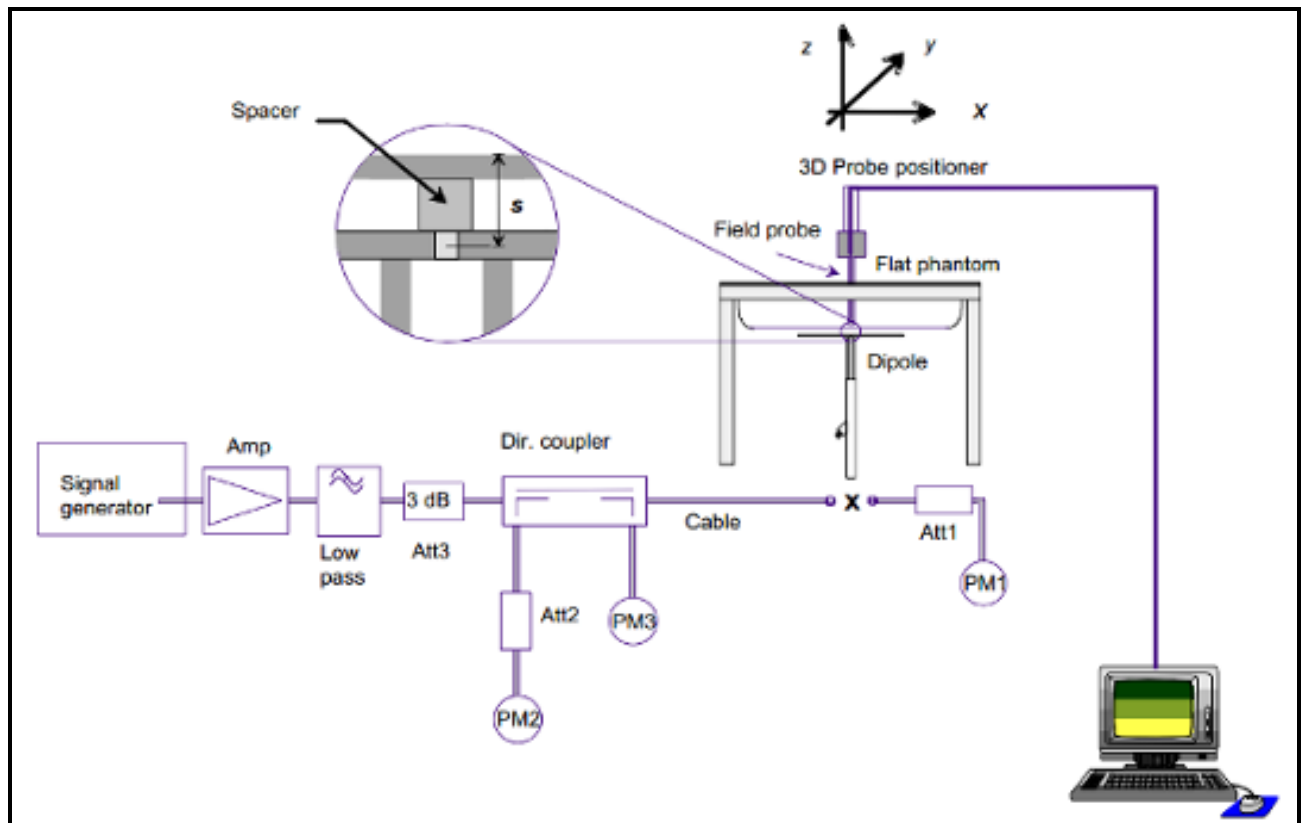 z
y
x
Spacer
s
3D Probe positioner
Field probe
Flat phantom
Dipole
Signal
generator
Amp
Low
pass
3 dB
Att3
Dir. coupler
Att2
PM2
PM3
Cable
X
Att1
PM1